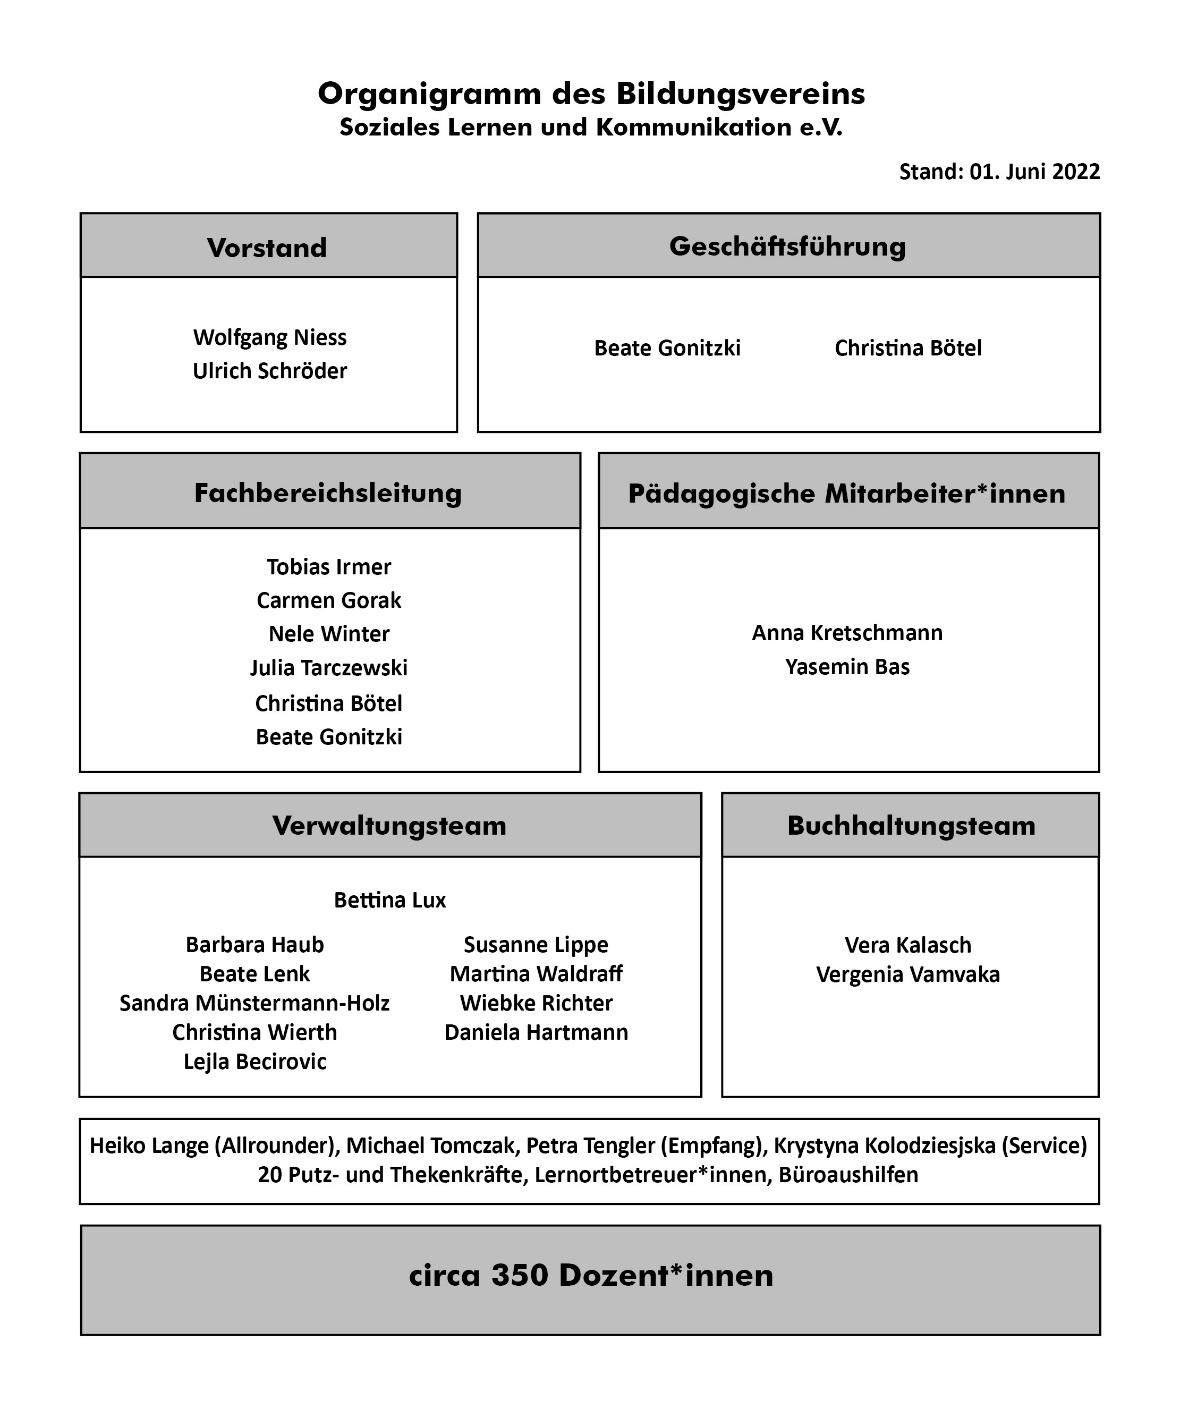 Organigramm des Bildungsvereins
Soziales Lernen und Kommunikation e.V.
Stand: 01. Juni 2022
Vorstand
Wolfgang Niess
Ulrich Schröder
Geschäftsführung
Beate Gonitzki
Christina Bötel
Fachbereichsleitung
Tobias Irmer
Carmen Gorak
Nele Winter
Julia Tarczewski
Christina Bötel
Beate Gonitzki
Pädagogische Mitarbeiter*innen
Anna Kretschmann
Yasemin Bas
Verwaltungsteam
Bettina Lux
Barbara Haub
Beate Lenk
Sandra Münstermann-Holz
Christina Wierth
Lejla Becirovic
Susanne Lippe
Martina Waldraff
Wiebke Richter
Daniela Hartmann
Buchhaltungsteam
Vera Kalasch
Vergenia Vamvaka
Heiko Lange (Allrounder), Michael Tomczak, Petra Tengler (Empfang), Krystyna Kolodziesjska (Service)
20 Putz- und Thekenkräfte, Lernortbetreuer*innen, Büroaushilfen
circa 350 Dozent*innen